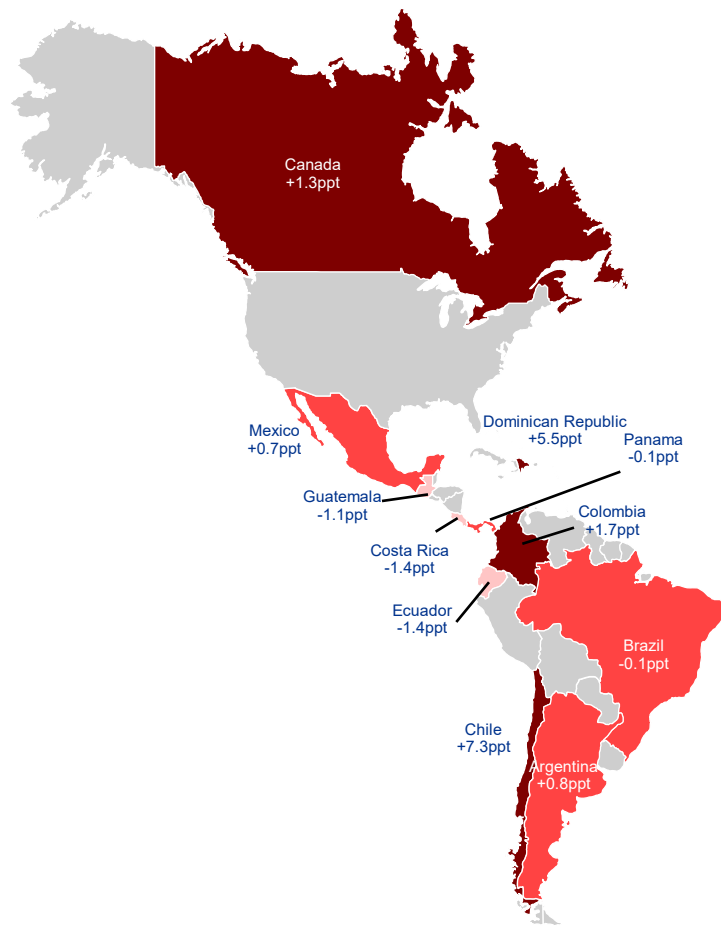 Canada
+1.3ppt
Mexico
+0.7ppt
Dominican Republic
+5.5ppt
Panama
-0.1ppt
Guatemala
-1.1ppt
Colombia
+1.7ppt
Costa Rica
-1.4ppt
Ecuador
-1.4ppt
Brazil
-0.1ppt
Chile
+7.3ppt
Argentina
+0.8ppt